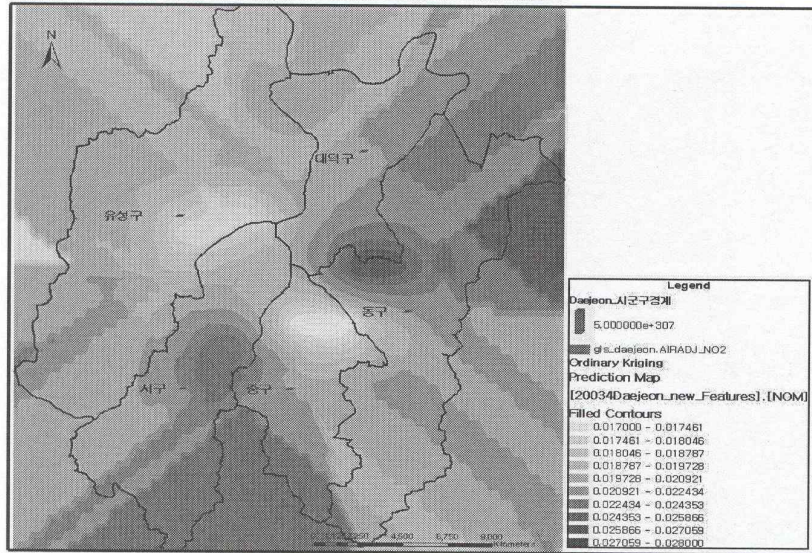 N
대덕구
유성구
동구
서구
중구
4,500 6,750 9,000
Kilometers
Legend
Daejeon_시군구경계
5.000000e+307
gis_daejeon.AIRADJ_NO2
Ordinary Kriging
Prediction Map
[20034Daejeon_new_Features].[NOM]
Filled Contours
0.017000 - 0.017461
0.017461 - 0.018046
0.018046 - 0.018787
0.018787 - 0.019728
0.019728 - 0.020921
0.020921 - 0.022434
0.022434 - 0.024353
0.024353 - 0.025866
0.025866 - 0.027059
0.027059 - 0.028000